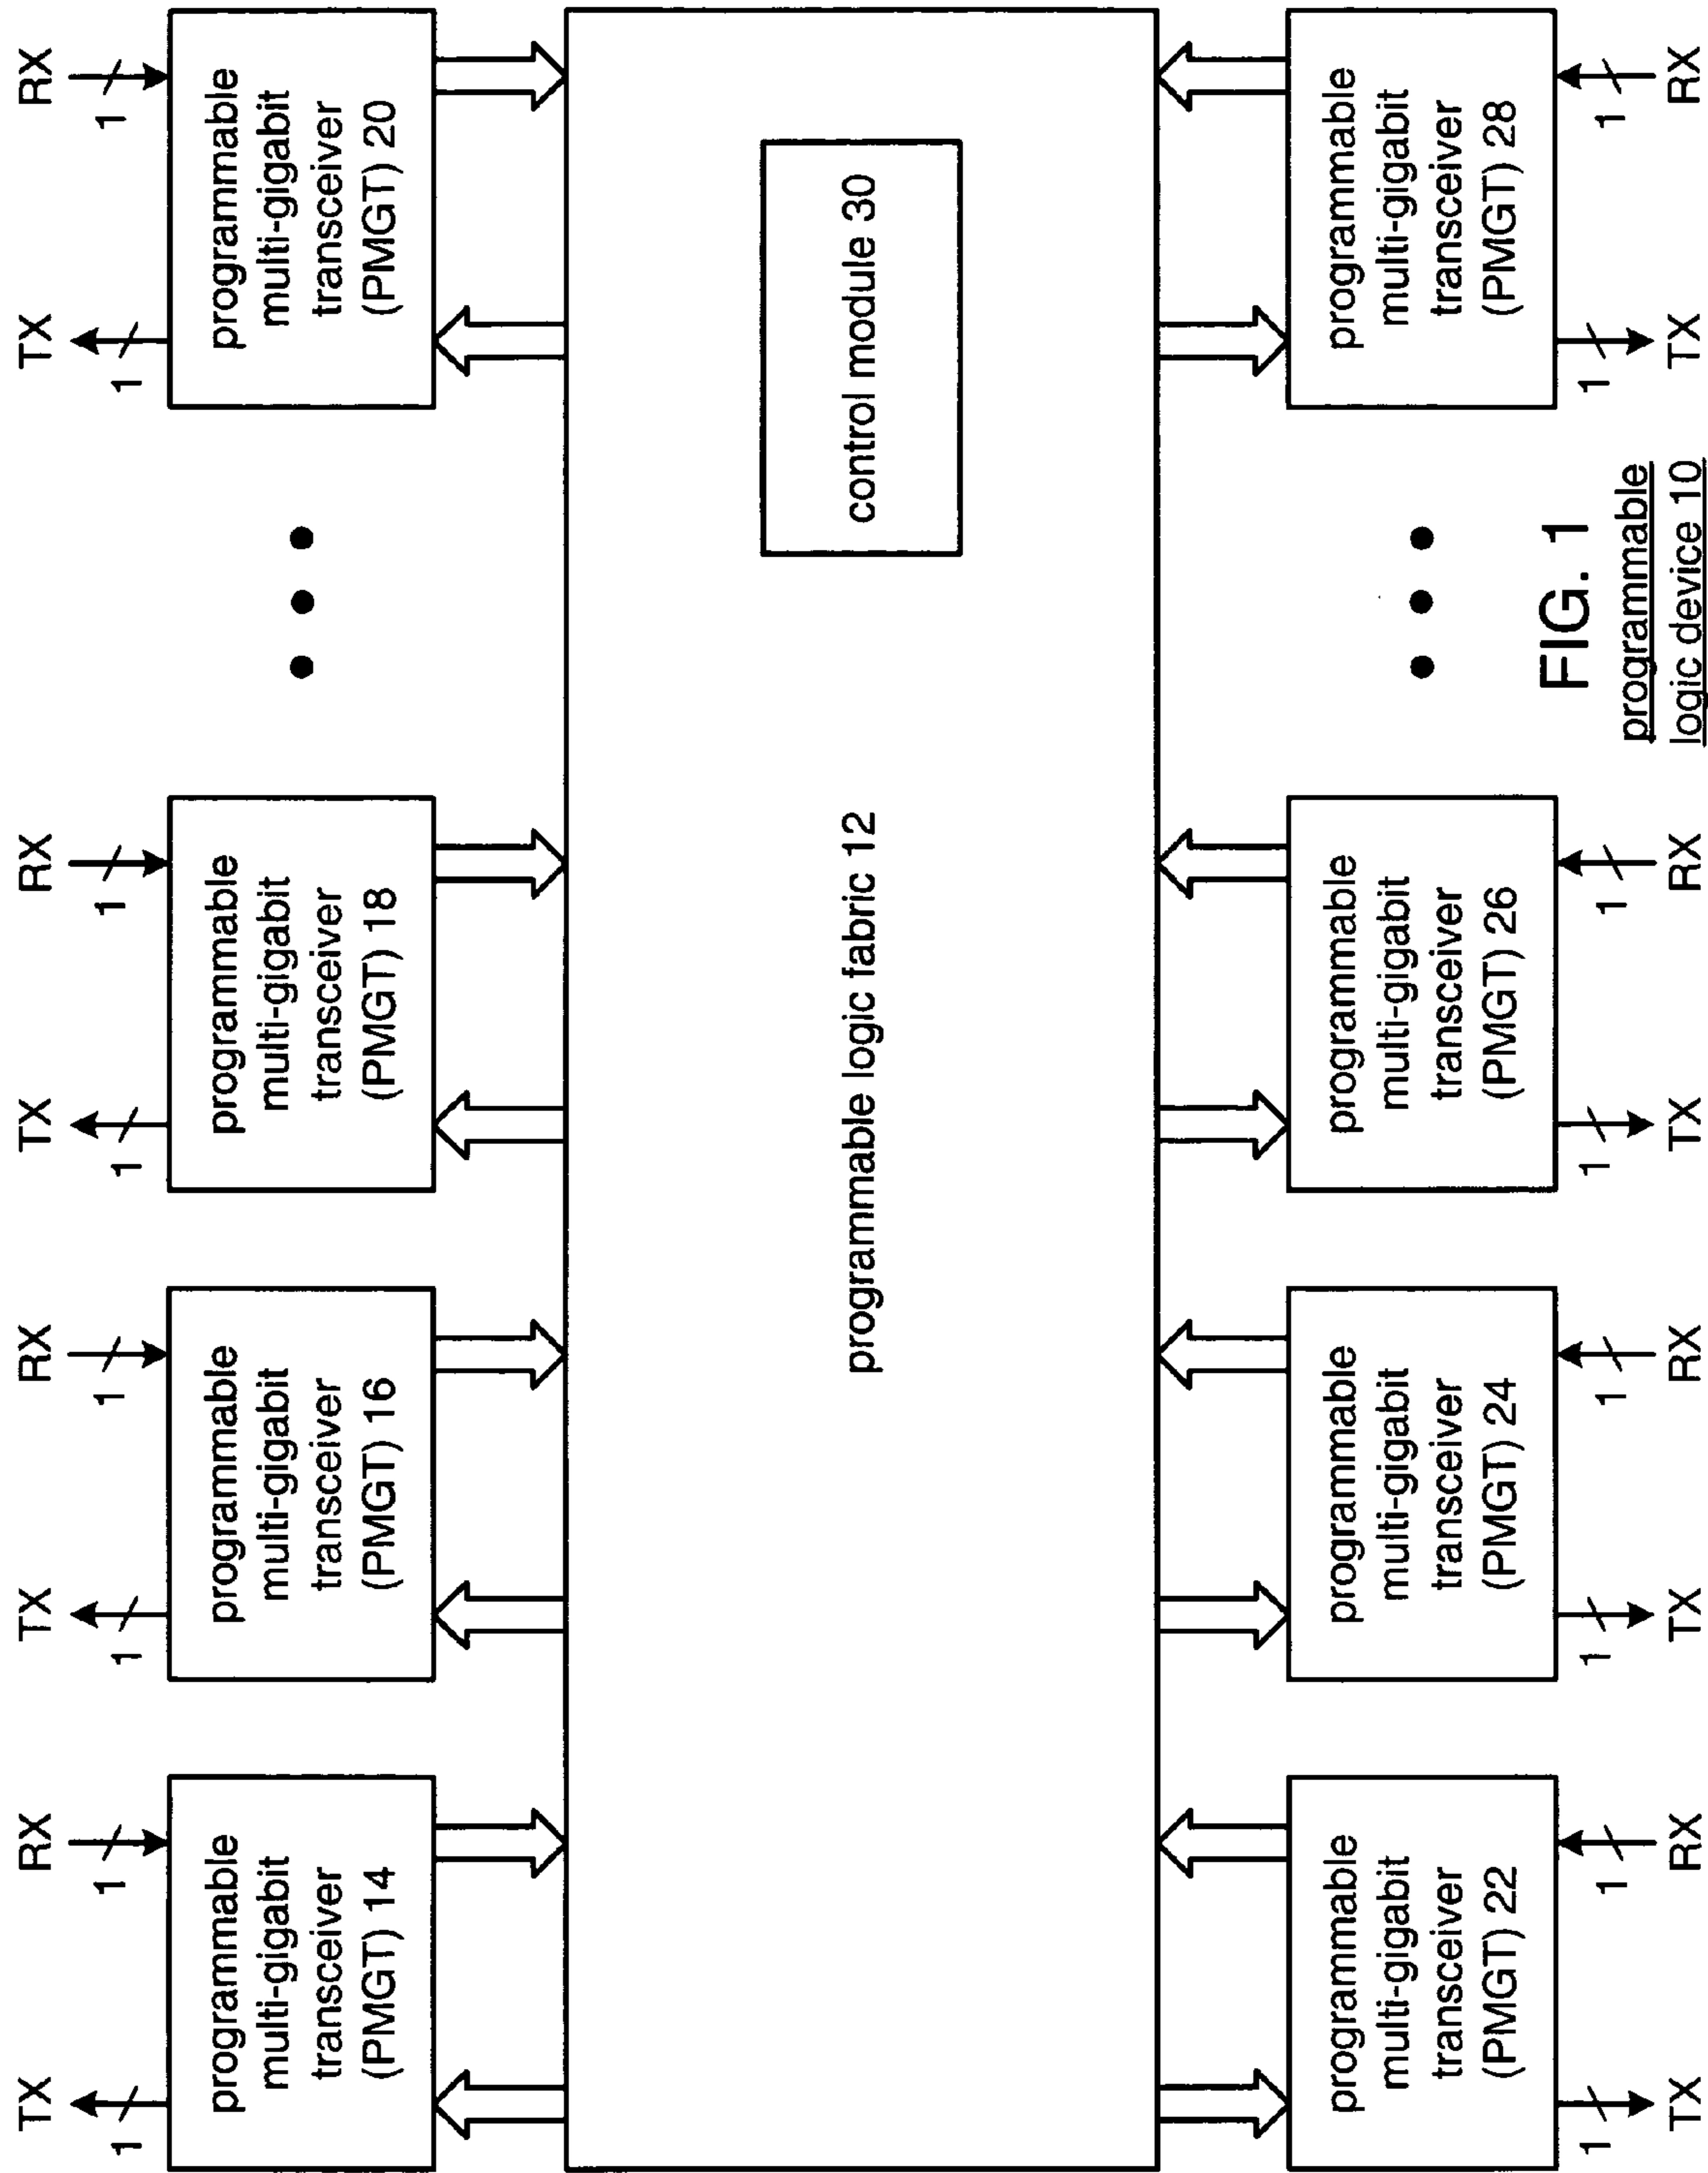 TX
RX
TX
RX
TX
RX
TX
RX
1
1
1
1
1
1
1
1
programmable
multi-gigabit
transceiver
(PMGT) 14
programmable
multi-gigabit
transceiver
(PMGT) 16
programmable
multi-gigabit
transceiver
(PMGT) 18
programmable
multi-gigabit
transceiver
(PMGT) 20
programmable logic fabric 12
control module 30
programmable
multi-gigabit
transceiver
(PMGT) 22
programmable
multi-gigabit
transceiver
(PMGT) 24
programmable
multi-gigabit
transceiver
(PMGT) 26
programmable
multi-gigabit
transceiver
(PMGT) 28
1
1
1
1
1
1
1
1
TX
RX
TX
RX
TX
RX
TX
RX
FIG. 1
programmable
logic device 10